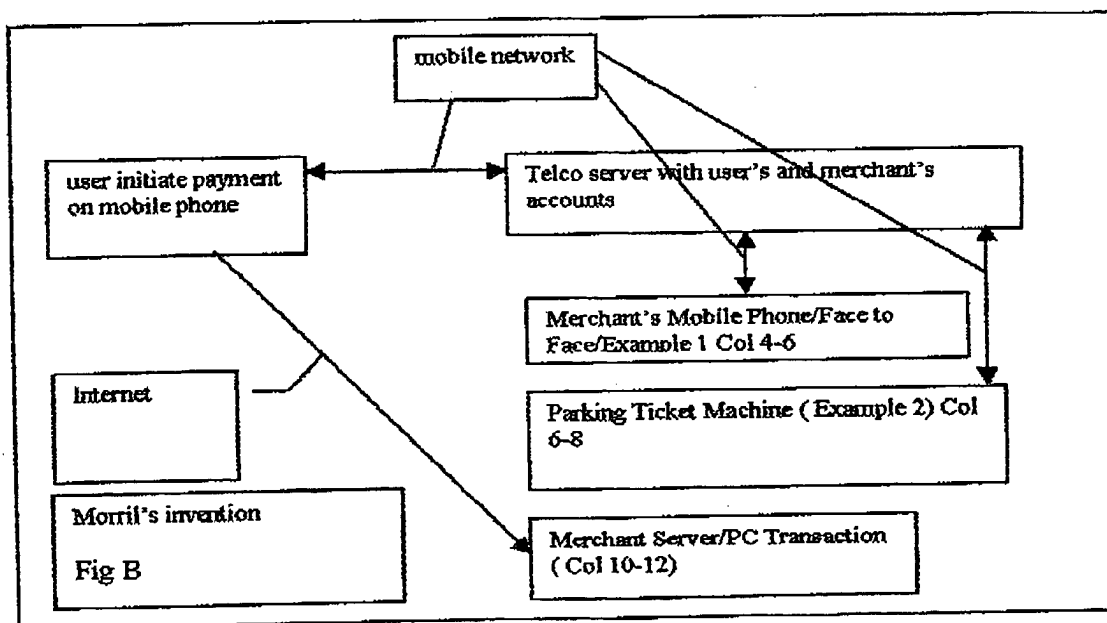 mobile network
user initiate payment
on mobile phone
Telco server with user's and merchant's
accounts
Merchant's Mobile Phone/Face to
Face/Example 1 Col 4-6
Internet
Parking Ticket Machine ( Example 2) Col
6-8
Morril's invention
Fig B
Merchant Server/PC Transaction
( Col 10-12)